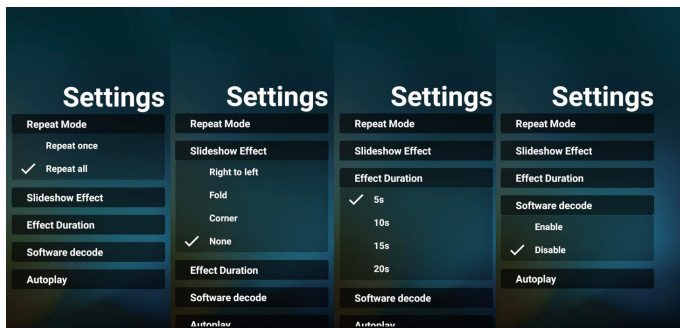 Settings
Repeat Mode
Repeat once
Repeat all
Slideshow Effect
Effect Duration
Software decode
Autoplay
Settings
Repeat Mode
Slideshow Effect
Right to left
Fold
Corner
None
Effect Duration
Software decode
Autoplay
Settings
Repeat Mode
Slideshow Effect
Effect Duration
5s
10s
15s
20s
Software decode
Autoplay
Settings
Repeat Mode
Slideshow Effect
Effect Duration
Software decode
Enable
Disable
Autoplay